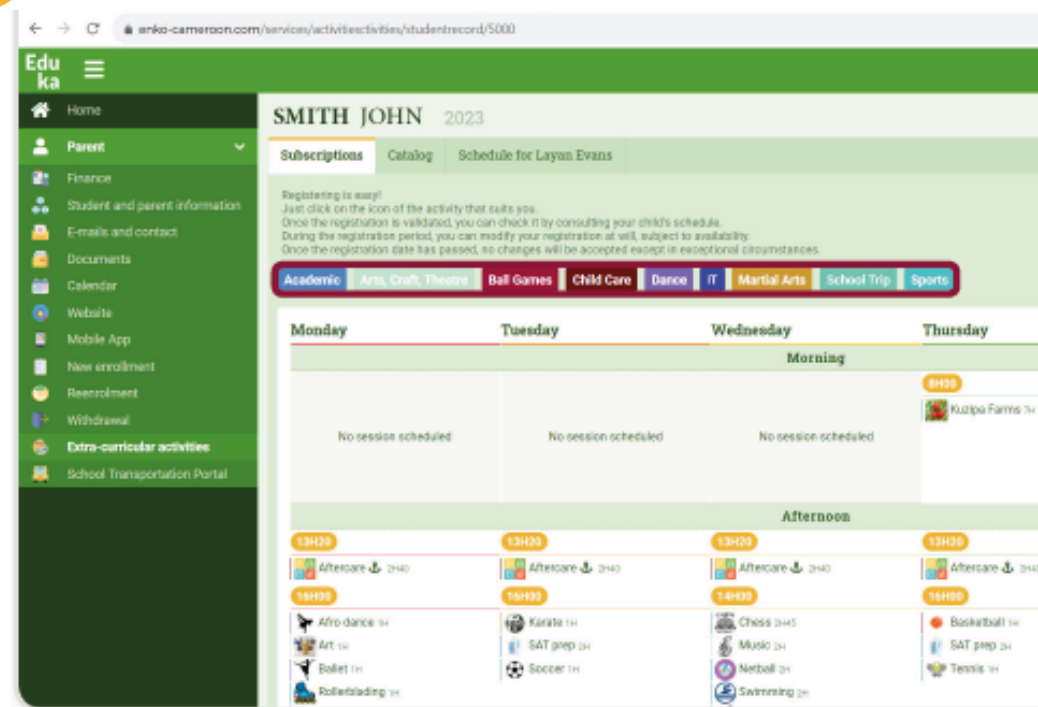 enko-cameroon.com/services/activitiesctivities/studentrecord/5000
Edu
ka
Home
Parent
Finance
Student and parent information
E-mails and contact
Documents
Calendar
Website
Mobile App
New enrollment
Reenrolment
Withdrawal
Extra-curricular activities
School Transportation Portal
SMITH JOHN 2023
Subscriptions Catalog Schedule for Layan Evans
Registering is easy!
Just click on the icon of the activity that suits you.
Once the registration is validated, you can check it by consulting your child's schedule.
During the registration period, you can modify your registration at will, subject to availability.
Once the registration date has passed, no changes will be accepted except in exceptional circumstances.
Academic Arts, Craft, Theatre Ball Games Child Care Dance IT Martial Arts School Trip Sports
Monday Tuesday Wednesday Thursday
Morning
8H00
Kuzipa Farms 7H
No session scheduled No session scheduled No session scheduled
Afternoon
13H20 13H20 13H20 13H20
Aftercare 2H40 Aftercare 2H40 Aftercare 2H40 Aftercare 2H40
16H00 16H00 14H00 16H00
Afro dance 1H Karate 1H Chess 2H45 Basketball 1H
Art 1H SAT prep 2H Music 2H SAT prep 2H
Ballet 1H Soccer 1H Netball 2H Tennis 1H
Rollerblading 1H Swimming 2H